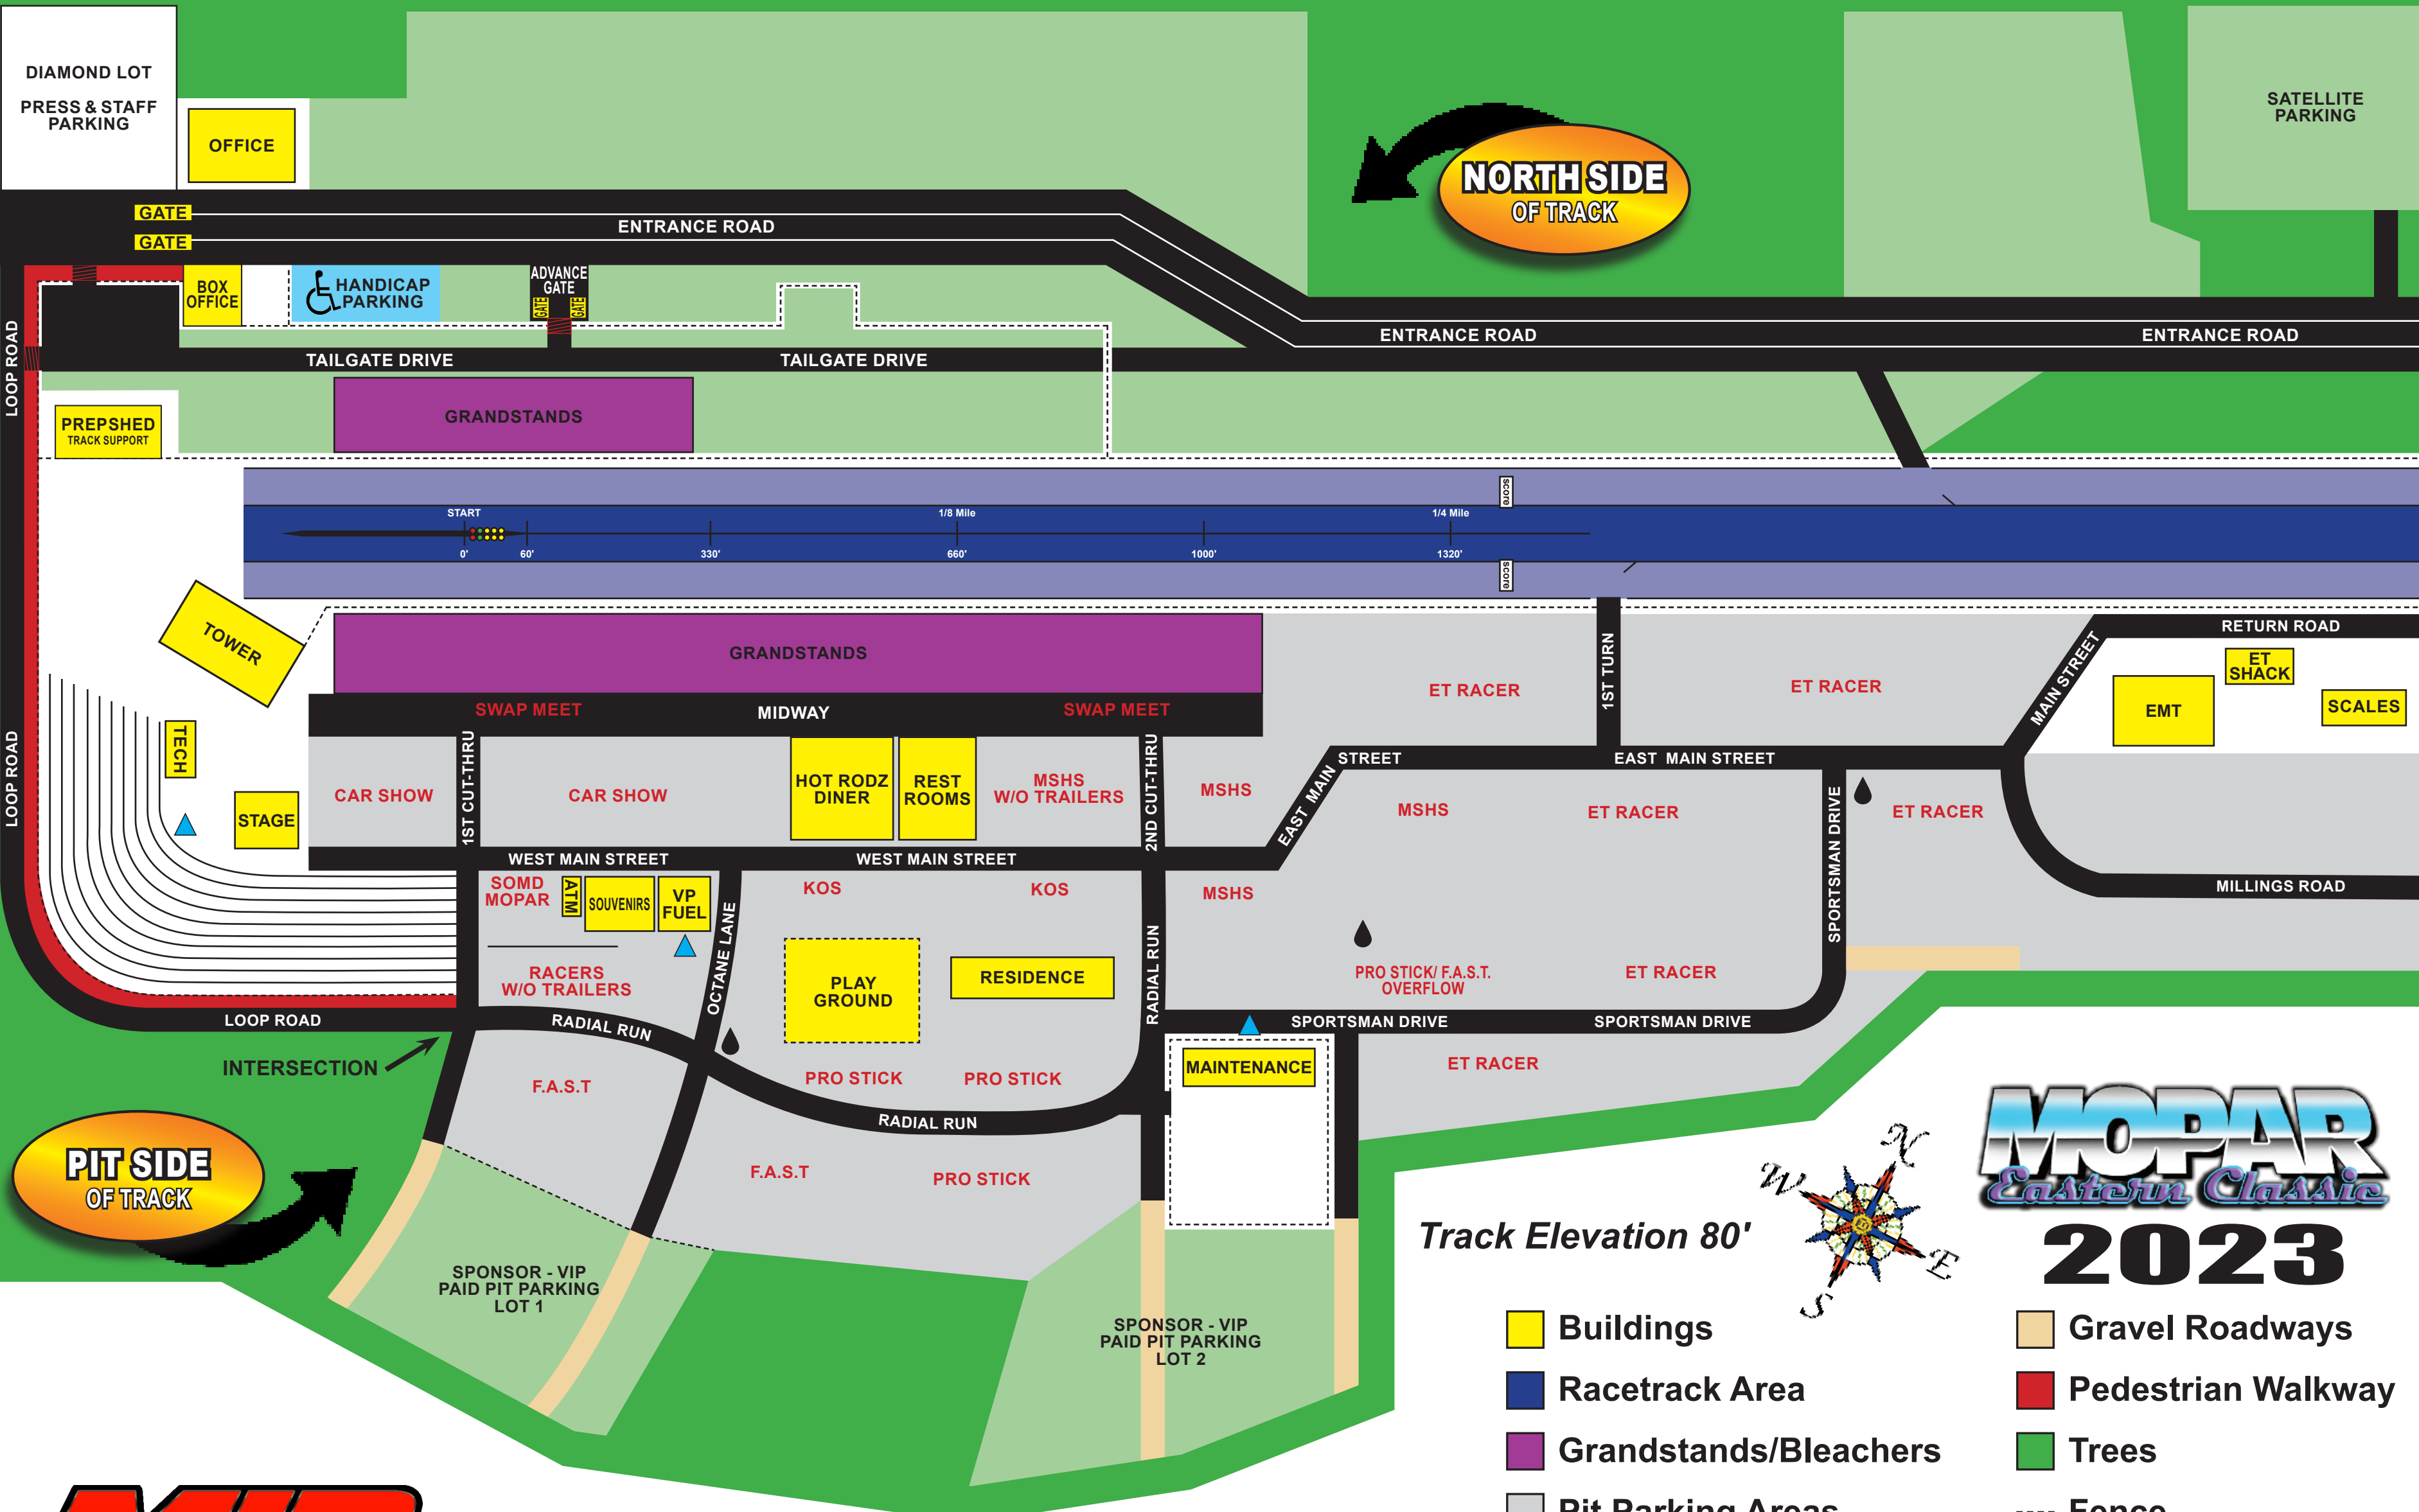 DIAMOND LOT
PRESS & STAFF
PARKING
OFFICE
SATELLITE
PARKING
NORTH SIDE
OF TRACK
GATE
GATE
ENTRANCE ROAD
ENTRANCE ROAD
ENTRANCE ROAD
BOX
OFFICE
HANDICAP
PARKING
ADVANCE
GATE
GATE
GATE
LOOP ROAD
TAILGATE DRIVE
TAILGATE DRIVE
PREPSHED
TRACK SUPPORT
GRANDSTANDS
score
START
1/8 Mile
1/4 Mile
0'
60'
330'
660'
1000'
1320'
score
TOWER
GRANDSTANDS
SWAP MEET
MIDWAY
SWAP MEET
ET RACER
1ST TURN
ET RACER
MAIN STREET
RETURN ROAD
ET
SHACK
EMT
SCALES
LOOP ROAD
TECH
STAGE
CAR SHOW
1ST CUT-THRU
CAR SHOW
HOT RODZ
DINER
REST
ROOMS
MSHS
W/O TRAILERS
2ND CUT-THRU
MSHS
EAST MAIN
STREET
EAST MAIN STREET
MSHS
ET RACER
SPORTSMAN DRIVE
ET RACER
WEST MAIN STREET
WEST MAIN STREET
MILLINGS ROAD
SOMD
MOPAR
ATM
SOUVENIRS
VP
FUEL
OCTANE LANE
KOS
KOS
MSHS
RACERS
W/O TRAILERS
PLAY
GROUND
RESIDENCE
RADIAL RUN
PRO STICK/ F.A.S.T.
OVERFLOW
ET RACER
LOOP ROAD
RADIAL RUN
SPORTSMAN DRIVE
SPORTSMAN DRIVE
INTERSECTION
F.A.S.T
PRO STICK
PRO STICK
MAINTENANCE
ET RACER
RADIAL RUN
PIT SIDE
OF TRACK
F.A.S.T
PRO STICK
SPONSOR - VIP
PAID PIT PARKING
LOT 1
SPONSOR - VIP
PAID PIT PARKING
LOT 2
Track Elevation 80'
N
W
E
S
MOPAR
Eastern Classic
2023
Buildings
Racetrack Area
Grandstands/Bleachers
Pit Parking Areas
Gravel Roadways
Pedestrian Walkway
Trees
Fence